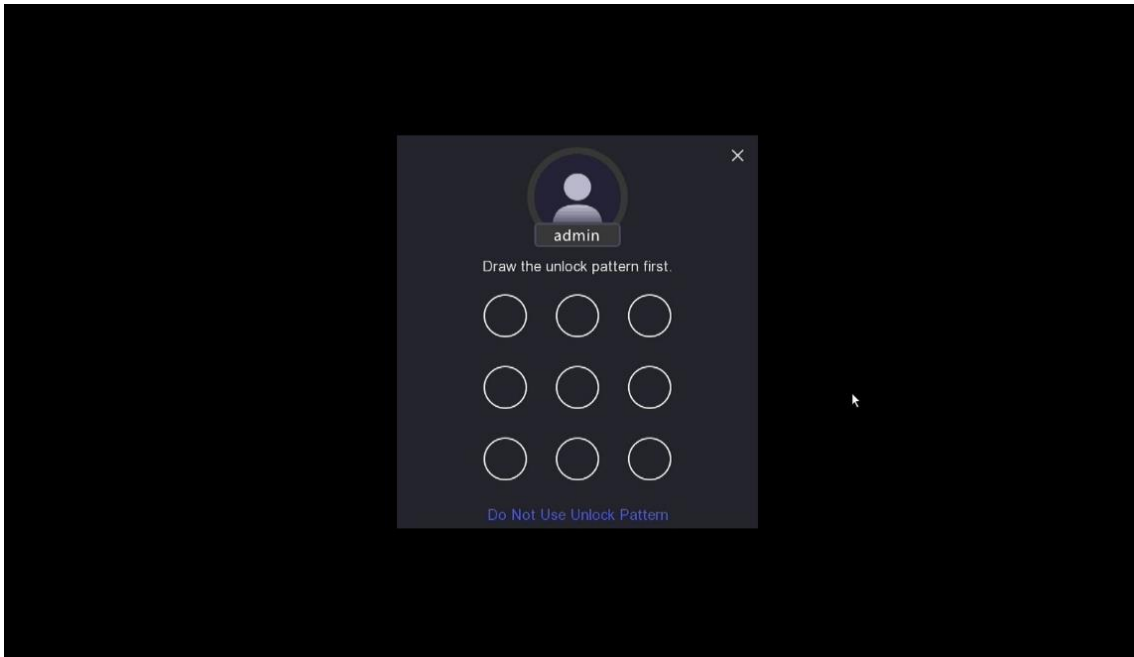 admin
Draw the unlock pattern first.
Do Not Use Unlock Pattern